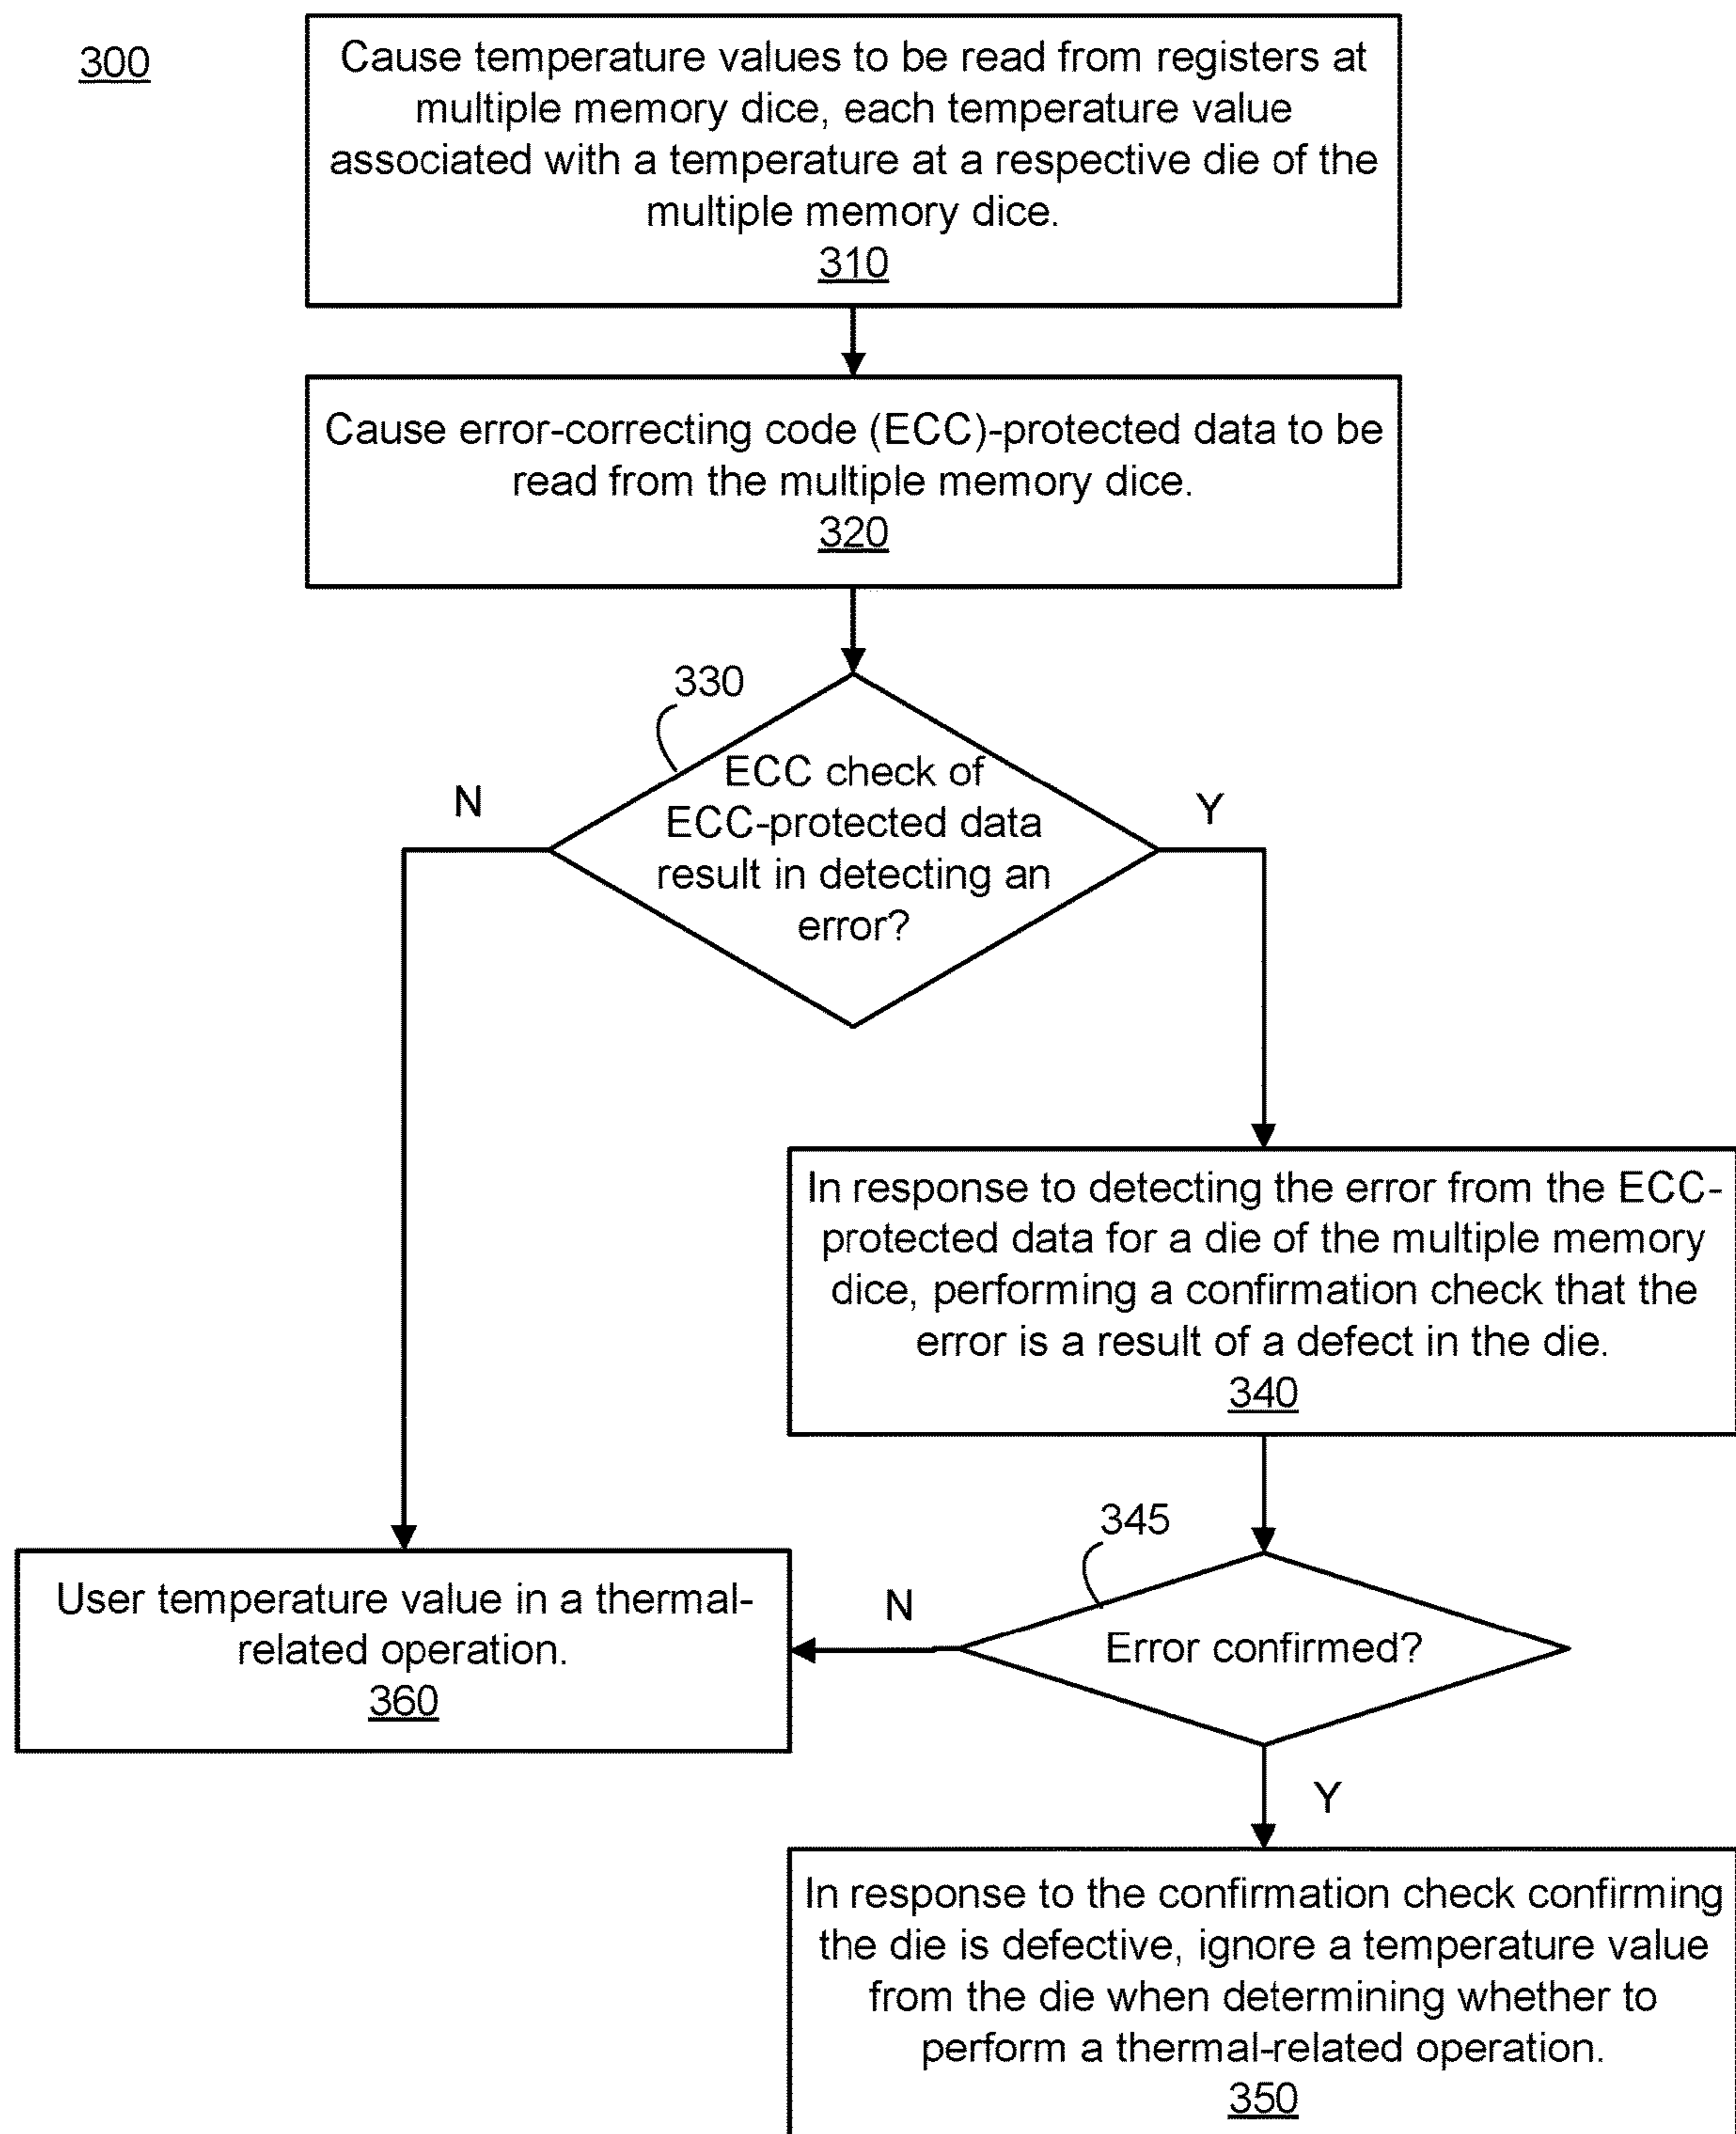 300
Cause temperature values to be read from registers at
multiple memory dice, each temperature value
associated with a temperature at a respective die of the
multiple memory dice.
310
Cause error-correcting code (ECC)-protected data to be
read from the multiple memory dice.
320
330
ECC check of
ECC-protected data
result in detecting an
error?
N
Y
In response to detecting the error from the ECC-
protected data for a die of the multiple memory
dice, performing a confirmation check that the
error is a result of a defect in the die.
340
345
Error confirmed?
N
Y
User temperature value in a thermal-
related operation.
360
In response to the confirmation check confirming
the die is defective, ignore a temperature value
from the die when determining whether to
perform a thermal-related operation.
350